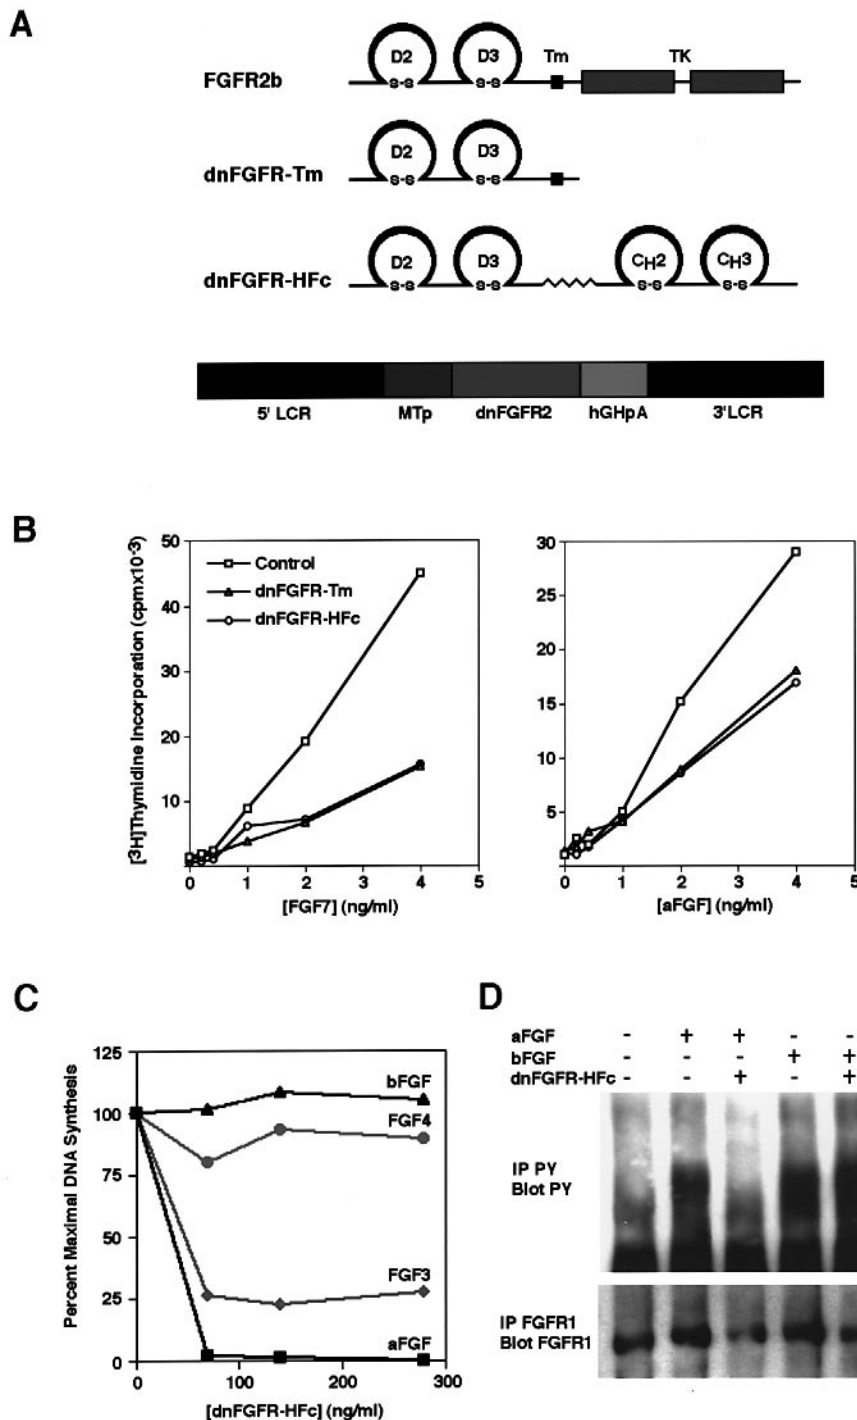 A
FGFR2b
D2
s-s
D3
s-s
Tm
TK
dnFGFR-Tm
D2
s-s
D3
s-s
dnFGFR-HFc
D2
s-s
D3
s-s
CH2
s-s
CH3
s-s
5' LCR
MTp
dnFGFR2
hGHpA
3'LCR
B
[3H]Thymidine Incorporation (cpmx10-3)
50
40
30
20
10
Control
dnFGFR-Tm
dnFGFR-HFc
0 1 2 3 4 5
[FGF7] (ng/ml)
30
25
20
15
10
5
0 1 2 3 4 5
[aFGF] (ng/ml)
C
Percent Maximal DNA Synthesis
125
100
75
50
25
0
bFGF
FGF4
FGF3
aFGF
0 100 200 300
[dnFGFR-HFc] (ng/ml)
D
aFGF - + + - -
bFGF - - - + +
dnFGFR-HFc - - + - +
IP PY
Blot PY
IP FGFR1
Blot FGFR1